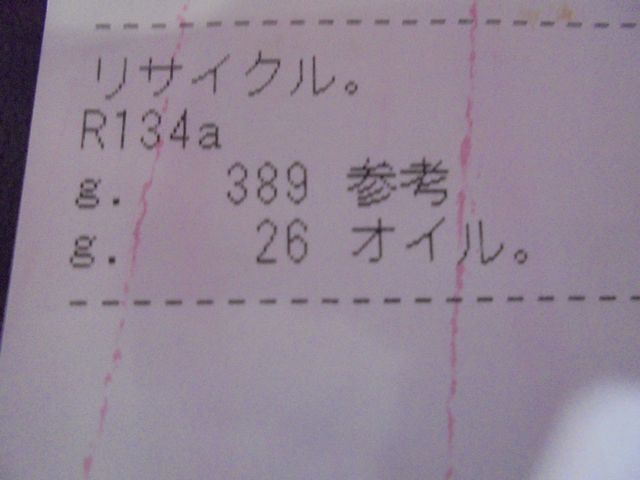 リサイクル。
R134a
g. 389 参考
g. 26 オイル。